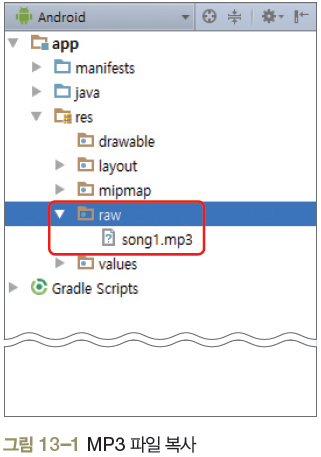 Android
app
manifests
java
res
drawable
layout
mipmap
raw
song1.mp3
values
Gradle Scripts
그림 13-1 MP3 파일 복사